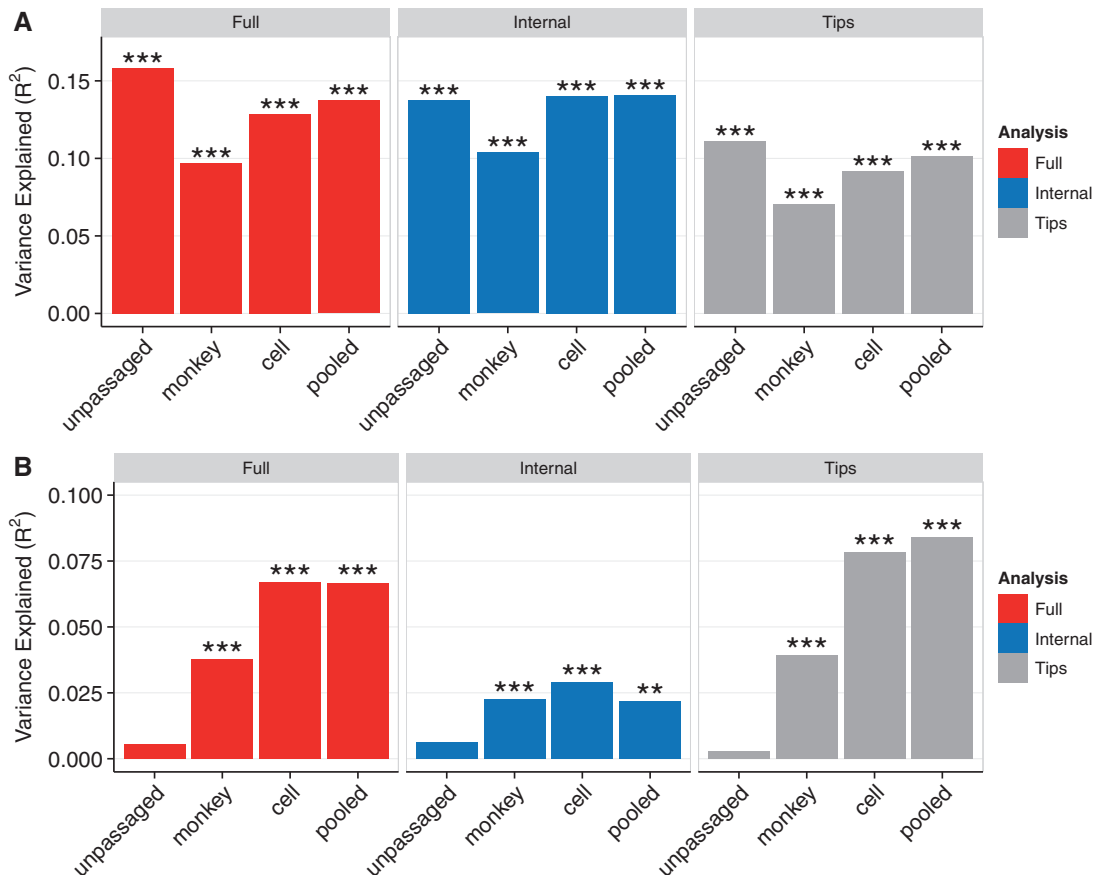 A
Full Internal Tips
Variance Explained (R²)
0.15
0.10
0.05
0.00
*** *** *** ***
*** *** *** ***
*** *** *** ***
unpassaged monkey cell pooled unpassaged monkey cell pooled unpassaged monkey cell pooled
Analysis
Full
Internal
Tips
B
Full Internal Tips
Variance Explained (R²)
0.100
0.075
0.050
0.025
0.000
*** *** ***
*** *** **
*** *** ***
unpassaged monkey cell pooled unpassaged monkey cell pooled unpassaged monkey cell pooled
Analysis
Full
Internal
Tips